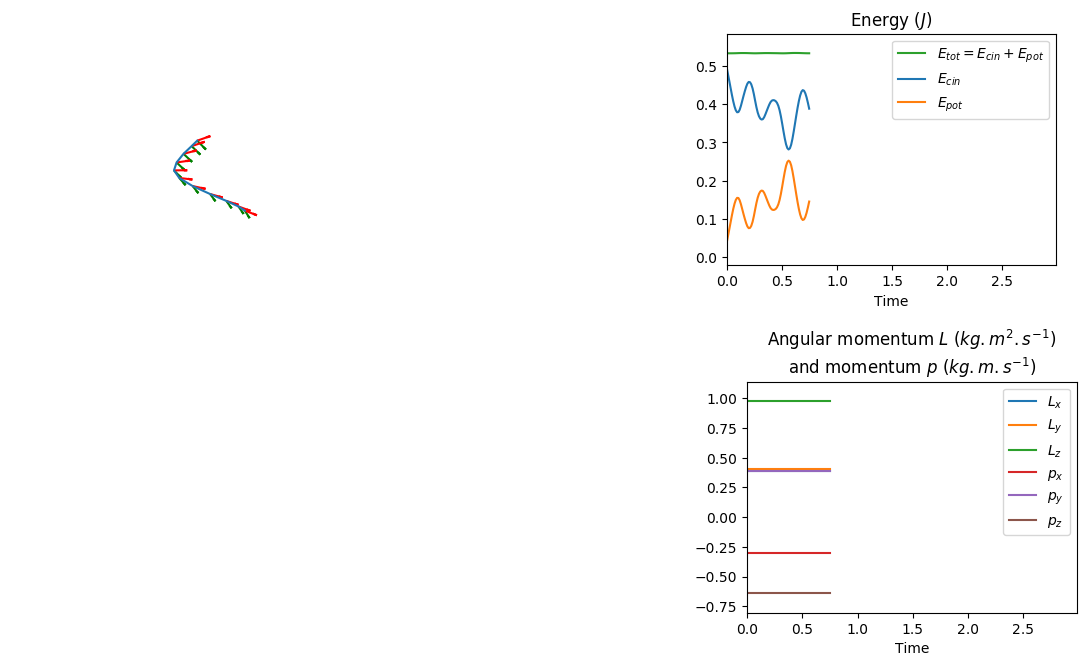 Energy (J)
E_tot = E_cin + E_pot
E_cin
E_pot
0.5
0.4
0.3
0.2
0.1
0.0
0.0 0.5 1.0 1.5 2.0 2.5
Time
Angular momentum L (kg.m².s⁻¹)
and momentum p (kg.m.s⁻¹)
L_x
L_y
L_z
p_x
p_y
p_z
1.00
0.75
0.50
0.25
0.00
−0.25
−0.50
−0.75
0.0 0.5 1.0 1.5 2.0 2.5
Time